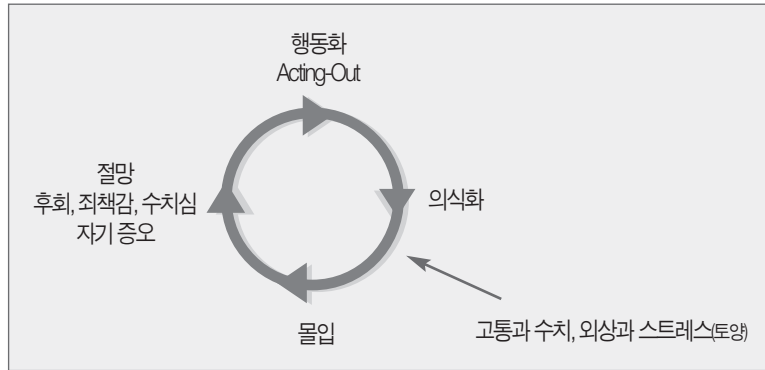 행동화
Acting-Out
절망
후회, 죄책감, 수치심
자기 증오
의식화
몰입
고통과 수치, 외상과 스트레스(토양)